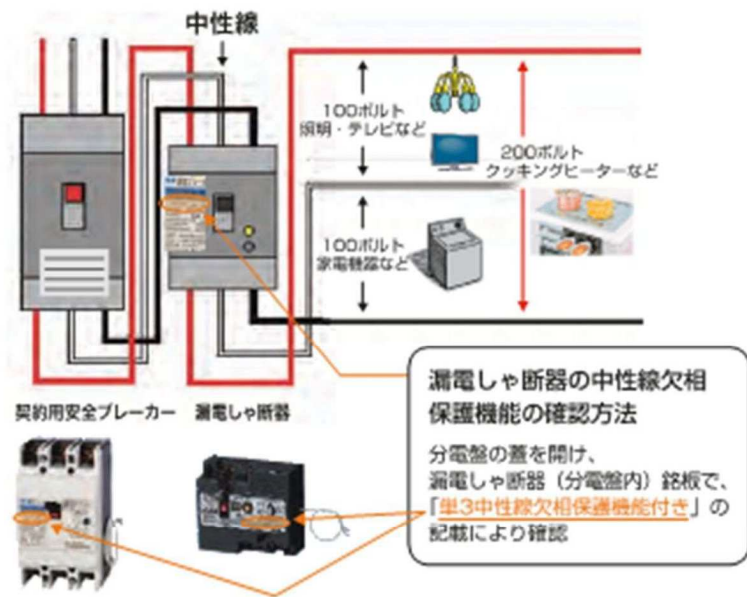 中性線
100ボルト
照明・テレビなど
200ボルト
クッキングヒーターなど
100ボルト
家電機器など
契約用安全ブレーカー
漏電しゃ断器
漏電しゃ断器の中性線欠相
保護機能の確認方法
分電盤の蓋を開け、
漏電しゃ断器（分電盤内）銘板で、
「単3中性線欠相保護機能付き」の
記載により確認